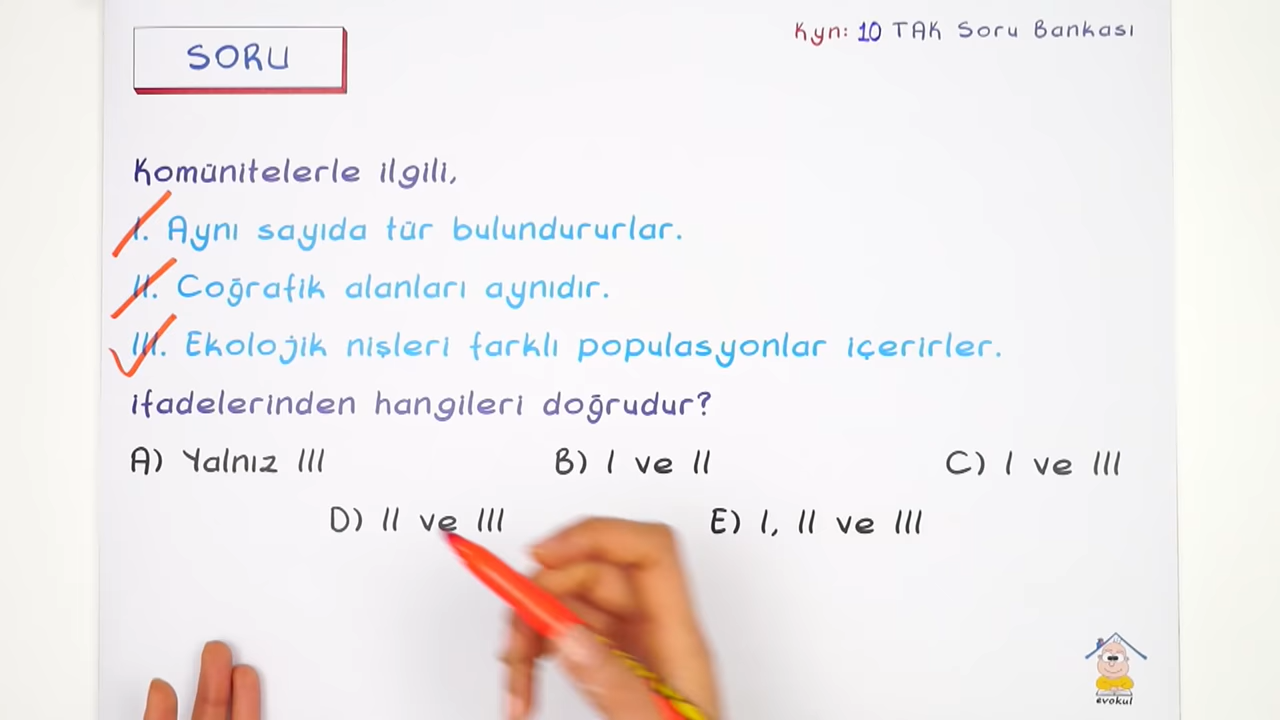 SORU
Kyn: 10 TAK Soru Bankası
Komünitelerle ilgili,
I. Aynı sayıda tür bulundururlar.
II. Coğrafik alanları aynıdır.
III. Ekolojik nişleri farklı populasyonlar içerirler.
ifadelerinden hangileri doğrudur?
A) Yalnız III B) I ve II C) I ve III
D) II ve III E) I, II ve III
evokul